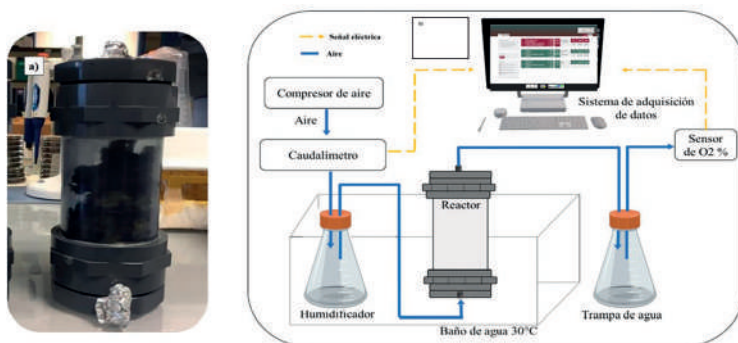 a)
Señal eléctrica
Aire
Compresor de aire
Aire
Caudalímetro
Sistema de adquisición
de datos
Sensor
de O2 %
Reactor
Humidificador
Baño de agua 30°C
Trampa de agua